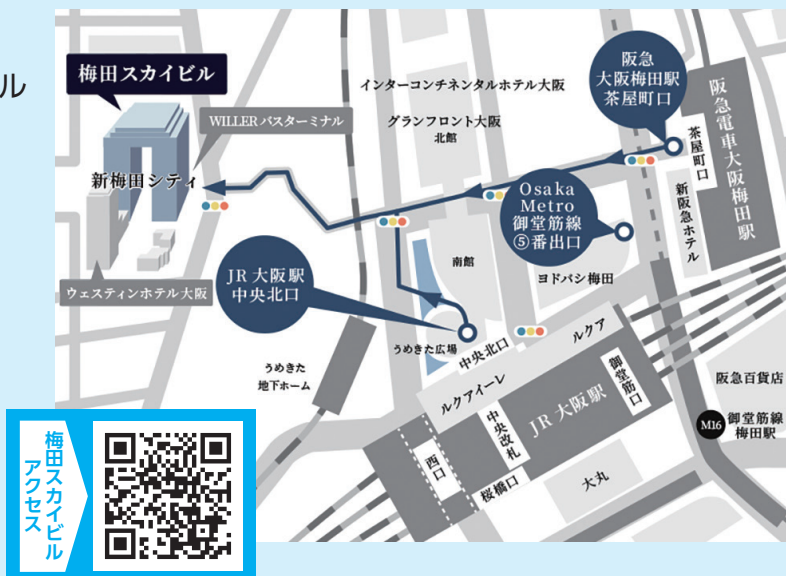 ル
梅田スカイビル
WILLER バスターミナル
新梅田シティ
ウェスティンホテル大阪
インターコンチネンタルホテル大阪
グランフロント大阪
北館
阪急
大阪梅田駅
茶屋町口
茶屋町口
阪急電車大阪梅田駅
新阪急ホテル
Osaka
Metro
御堂筋線
⑤番出口
ヨドバシ梅田
南館
JR 大阪駅
中央北口
うめきた広場
中央北口
うめきた
地下ホーム
ルクアイーレ
ルクア
JR 大阪駅
御堂筋口
中央改札
西口
桜橋口
大丸
阪急百貨店
M16
御堂筋線
梅田駅
梅田スカイビル
アクセス